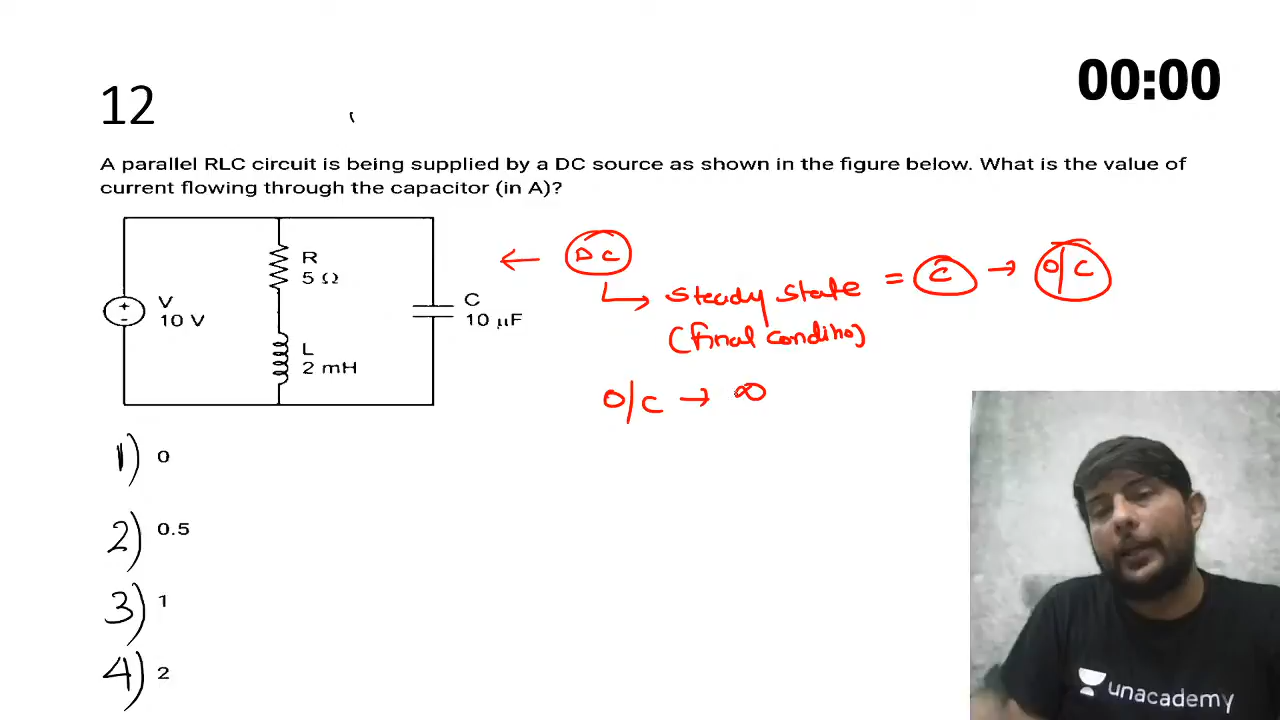 00:00
12
A parallel RLC circuit is being supplied by a DC source as shown in the figure below. What is the value of
current flowing through the capacitor (in A)?
R
5 Ω
V
10 V
L
2 mH
C
10 µF
← DC
↳ Steady state = C → O/C
(final conditno)
O/C → ∞
1) 0
2) 0.5
3) 1
4) 2
unacademy